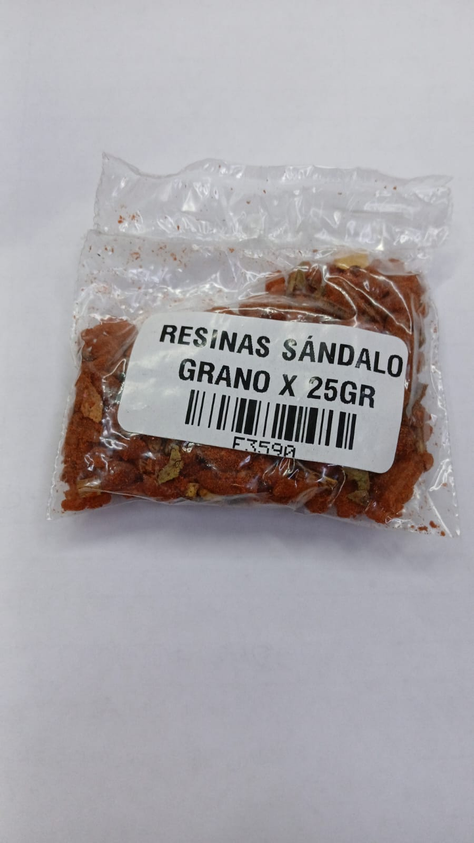 RESINAS SÁNDALO
GRANO X 25GR
F3590